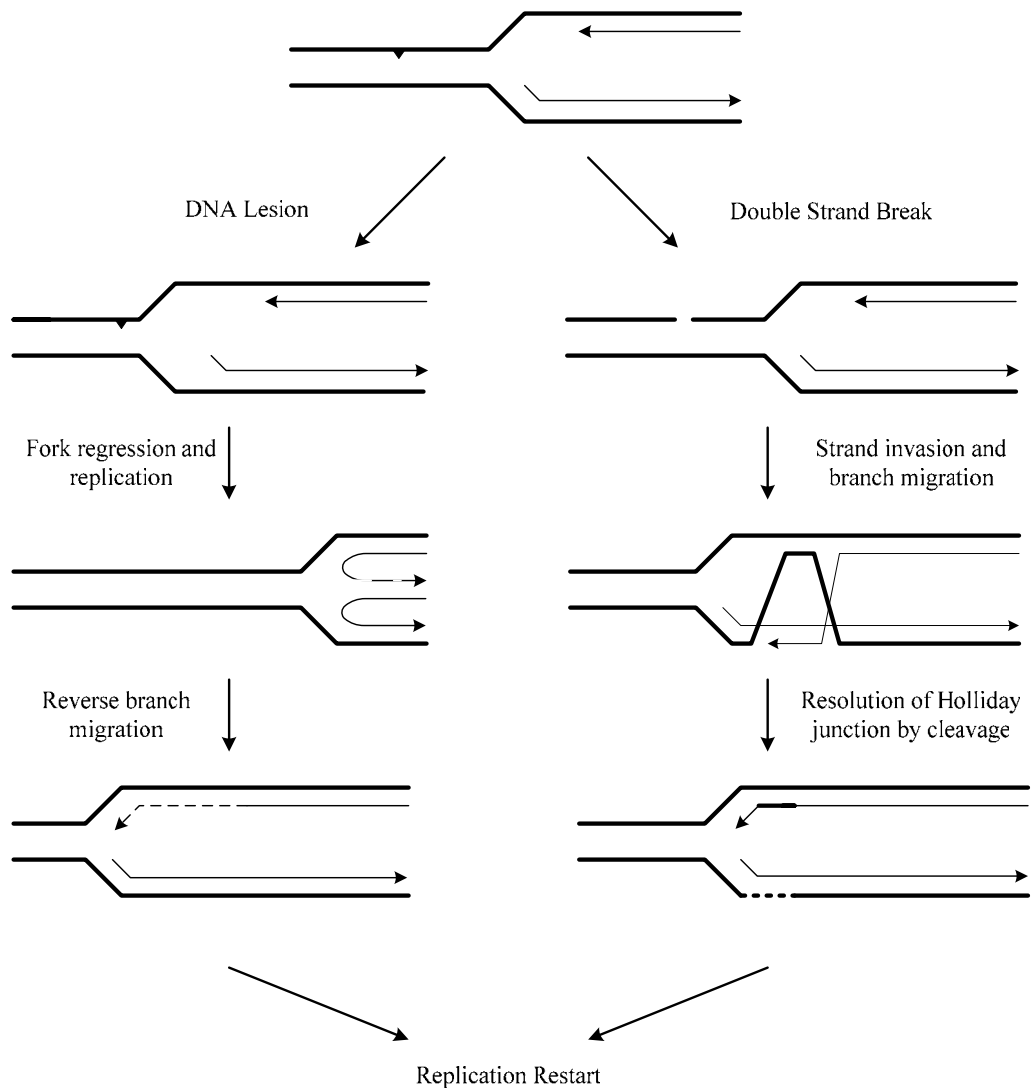 DNA Lesion
Double Strand Break
Fork regression and
replication
Strand invasion and
branch migration
Reverse branch
migration
Resolution of Holliday
junction by cleavage
Replication Restart